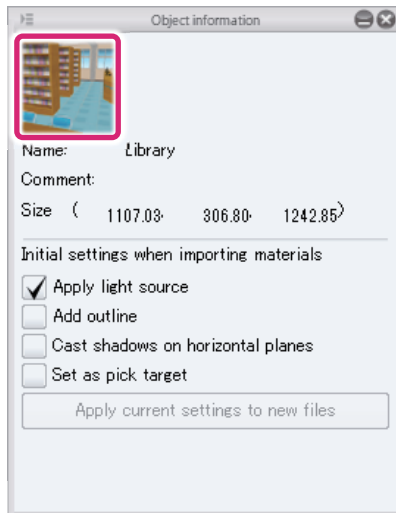 Object information
Name: Library
Comment:
Size ( 1107.03 306.80 1242.85)
Initial settings when importing materials
Apply light source
Add outline
Cast shadows on horizontal planes
Set as pick target
Apply current settings to new files